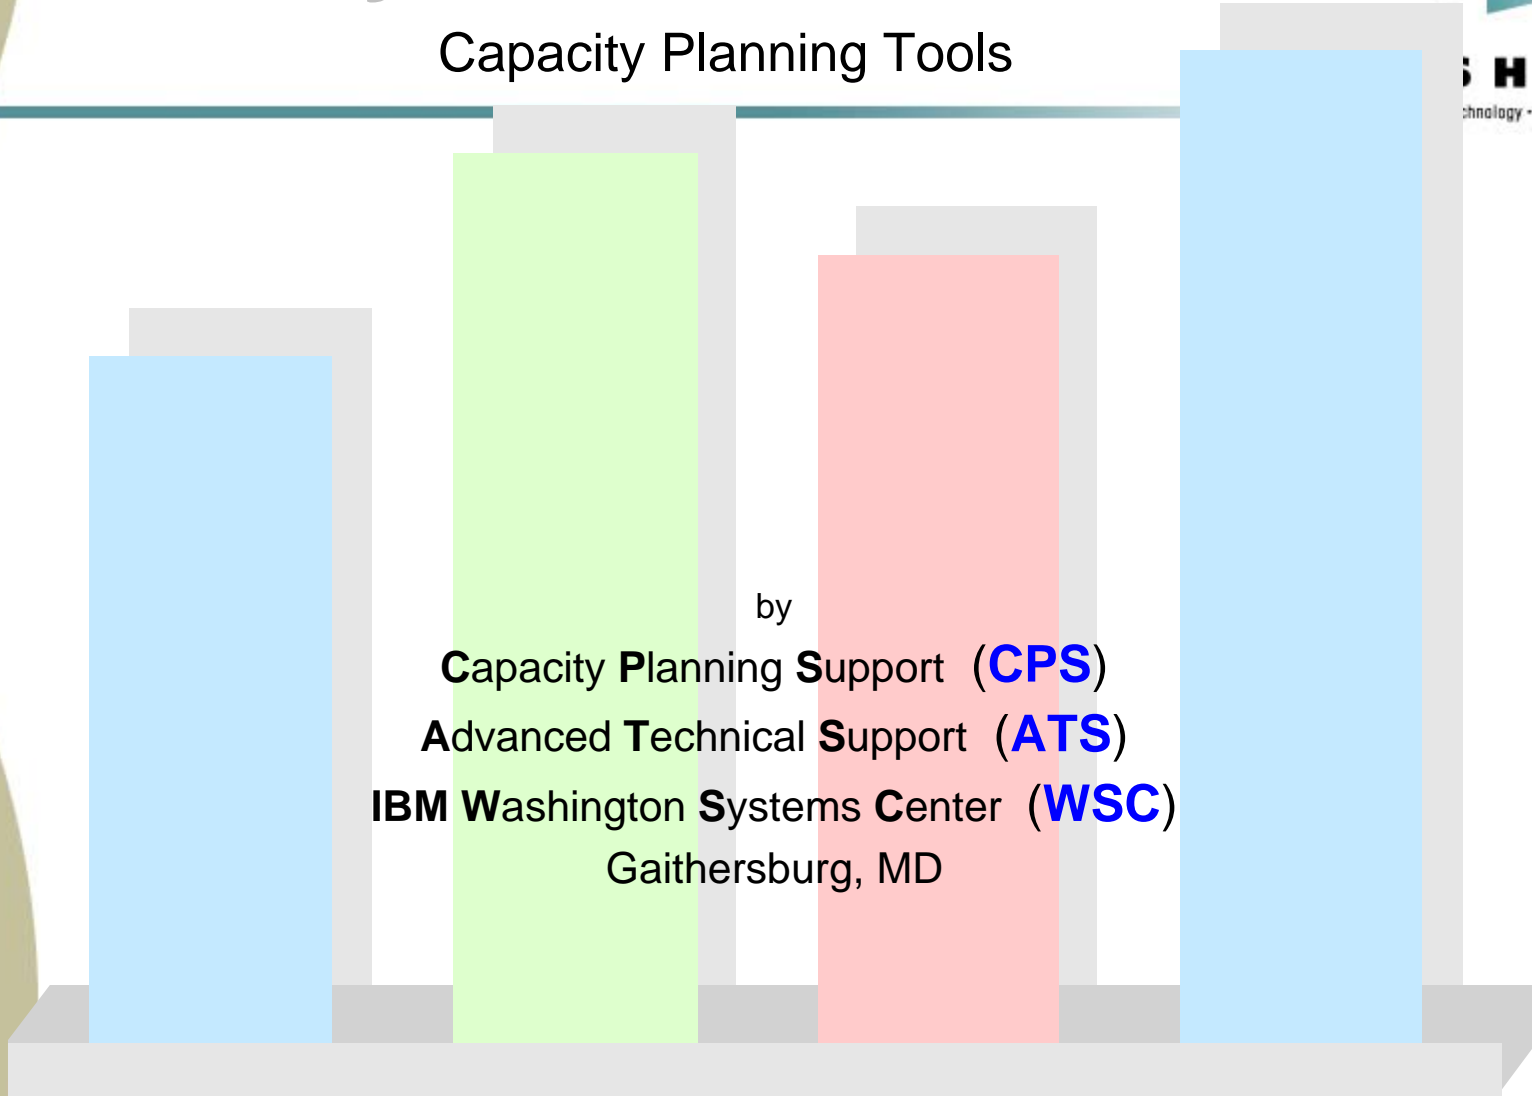 Capacity Planning Tools
S H
chnology -
by
Capacity Planning Support (CPS)
Advanced Technical Support (ATS)
IBM Washington Systems Center (WSC)
Gaithersburg, MD